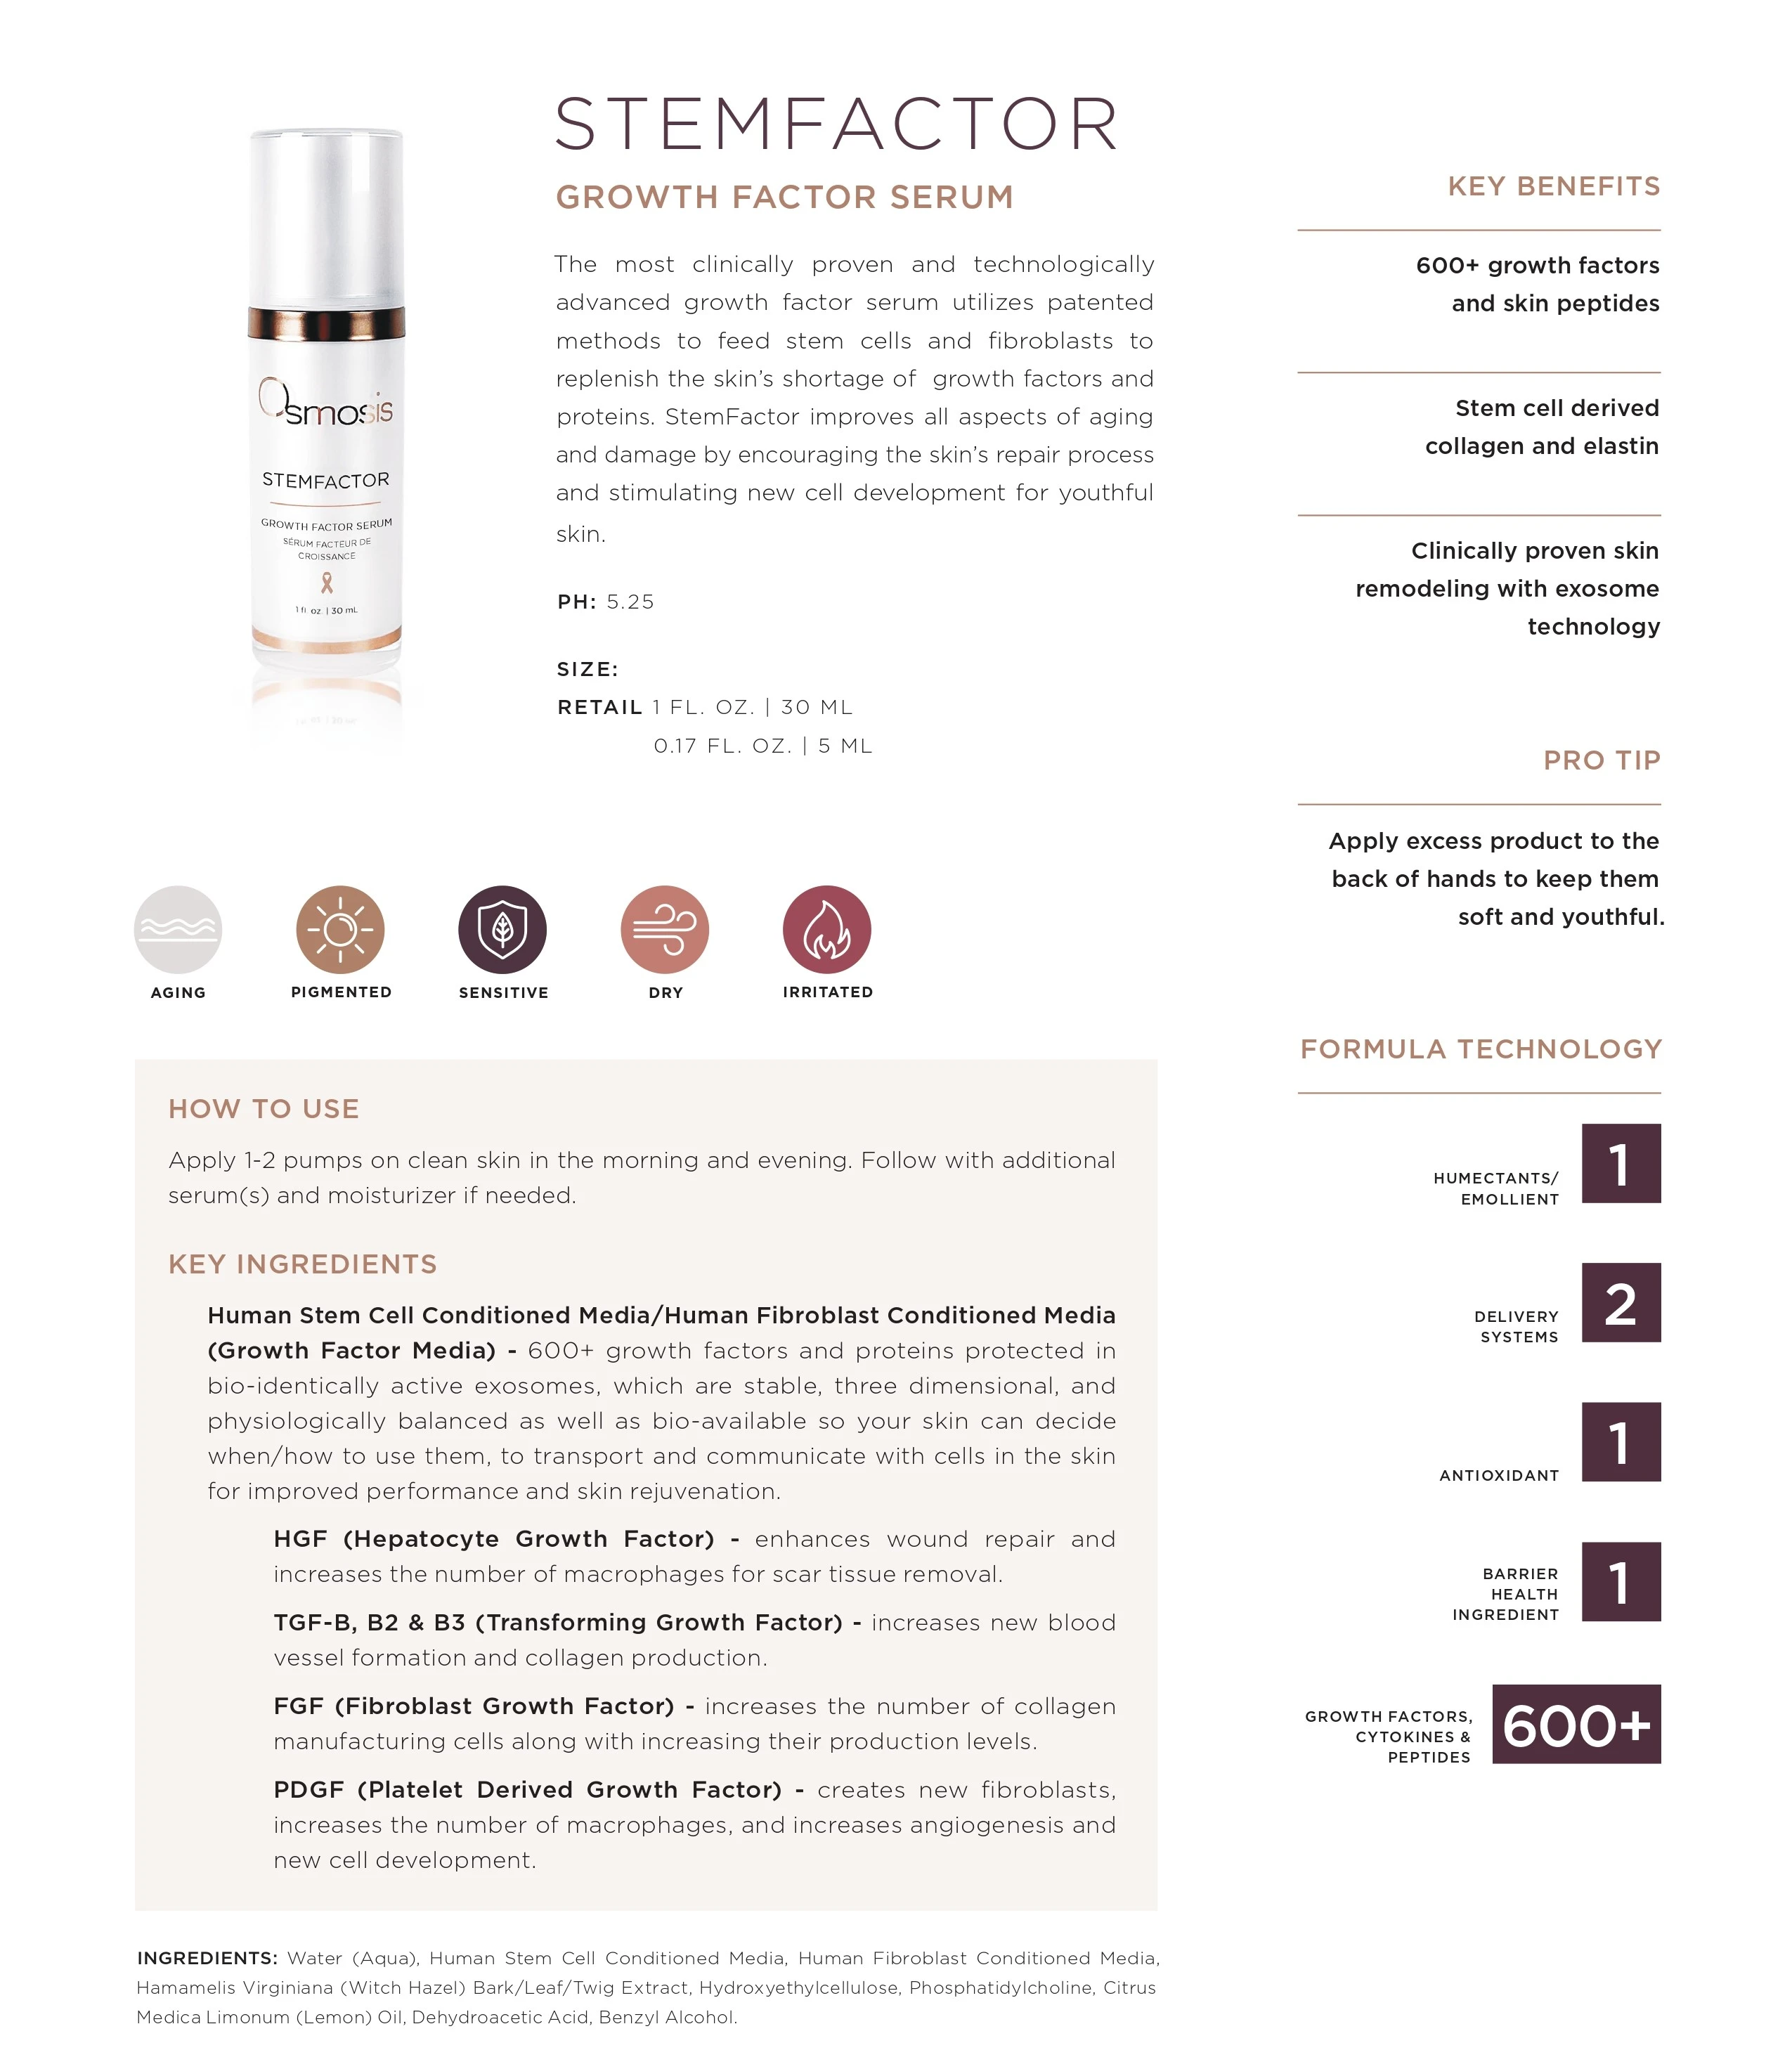 STEMFACTOR
GROWTH FACTOR SERUM
The most clinically proven and technologically
advanced growth factor serum utilizes patented
methods to feed stem cells and fibroblasts to
replenish the skin's shortage of growth factors and
proteins. StemFactor improves all aspects of aging
and damage by encouraging the skin's repair process
and stimulating new cell development for youthful
skin.
PH: 5.25
SIZE:
RETAIL 1 FL. OZ. | 30 ML
0.17 FL. OZ. | 5 ML
Osmosis
STEMFACTOR
GROWTH FACTOR SERUM
SÉRUM FACTEUR DE
CROISSANCE
1 fl oz. | 30 mL
AGING
PIGMENTED
SENSITIVE
DRY
IRRITATED
HOW TO USE
Apply 1-2 pumps on clean skin in the morning and evening. Follow with additional
serum(s) and moisturizer if needed.
KEY INGREDIENTS
Human Stem Cell Conditioned Media/Human Fibroblast Conditioned Media
(Growth Factor Media) - 600+ growth factors and proteins protected in
bio-identically active exosomes, which are stable, three dimensional, and
physiologically balanced as well as bio-available so your skin can decide
when/how to use them, to transport and communicate with cells in the skin
for improved performance and skin rejuvenation.
HGF (Hepatocyte Growth Factor) - enhances wound repair and
increases the number of macrophages for scar tissue removal.
TGF-B, B2 & B3 (Transforming Growth Factor) - increases new blood
vessel formation and collagen production.
FGF (Fibroblast Growth Factor) - increases the number of collagen
manufacturing cells along with increasing their production levels.
PDGF (Platelet Derived Growth Factor) - creates new fibroblasts,
increases the number of macrophages, and increases angiogenesis and
new cell development.
INGREDIENTS: Water (Aqua), Human Stem Cell Conditioned Media, Human Fibroblast Conditioned Media,
Hamamelis Virginiana (Witch Hazel) Bark/Leaf/Twig Extract, Hydroxyethylcellulose, Phosphatidylcholine, Citrus
Medica Limonum (Lemon) Oil, Dehydroacetic Acid, Benzyl Alcohol.
KEY BENEFITS
600+ growth factors
and skin peptides
Stem cell derived
collagen and elastin
Clinically proven skin
remodeling with exosome
technology
PRO TIP
Apply excess product to the
back of hands to keep them
soft and youthful.
FORMULA TECHNOLOGY
HUMECTANTS/
EMOLLIENT
1
DELIVERY
SYSTEMS
2
ANTIOXIDANT
1
BARRIER
HEALTH
INGREDIENT
1
GROWTH FACTORS,
CYTOKINES &
PEPTIDES
600+